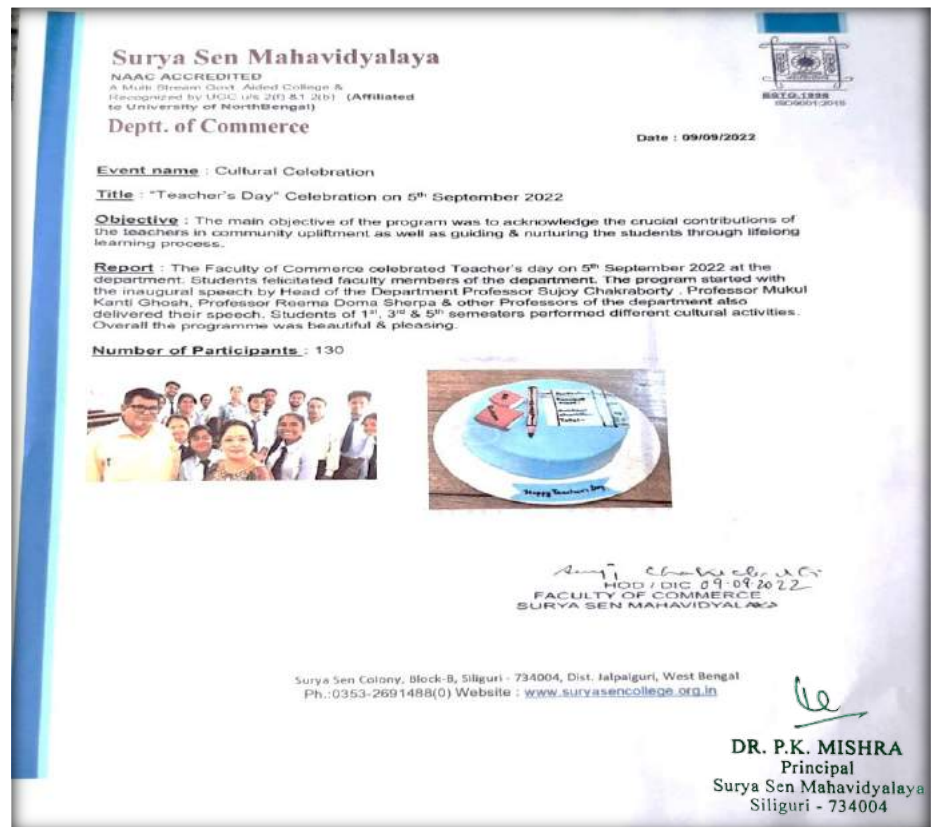 Surya Sen Mahavidyalaya
NAAC ACCREDITED
A Multi Stream Govt. Aided College &
Recognized by UGC u/s 2(f) &1 2(b) (Affiliated
to University of NorthBengal)
Deptt. of Commerce
ESTD.1998
ISO9001:2015
Date : 09/09/2022
Event name : Cultural Celebration
Title : "Teacher's Day" Celebration on 5th September 2022
Objective : The main objective of the program was to acknowledge the crucial contributions of
the teachers in community upliftment as well as guiding & nurturing the students through lifelong
learning process.
Report : The Faculty of Commerce celebrated Teacher's day on 5th September 2022 at the
department. Students felicitated faculty members of the department. The program started with
the inaugural speech by Head of the Department Professor Sujoy Chakraborty . Professor Mukul
Kanti Ghosh, Professor Reema Doma Sherpa & other Professors of the department also
delivered their speech. Students of 1st, 3rd & 5th semesters performed different cultural activities.
Overall the programme was beautiful & pleasing.
Number of Participants : 130
Happy Teachers Day
HOD / DIC 09.09.2022
FACULTY OF COMMERCE
SURYA SEN MAHAVIDYALAYA
Surya Sen Colony, Block-B, Siliguri - 734004, Dist. Jalpaiguri, West Bengal
Ph.:0353-2691488(0) Website : www.suryasencollege.org.in
DR. P.K. MISHRA
Principal
Surya Sen Mahavidyalaya
Siliguri - 734004